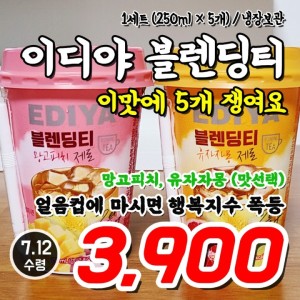 1세트 (250ml × 5개) / 냉장보관
이디야 블렌딩티
이맛에 5개 쟁여요
EDIYA
블렌딩티
망고피치 제로
EDIYA
블렌딩티
유자자몽 제로
망고피치, 유자자몽 (맛선택)
얼음컵에 마시면 행복지수 폭등
7.12
수령
3,900